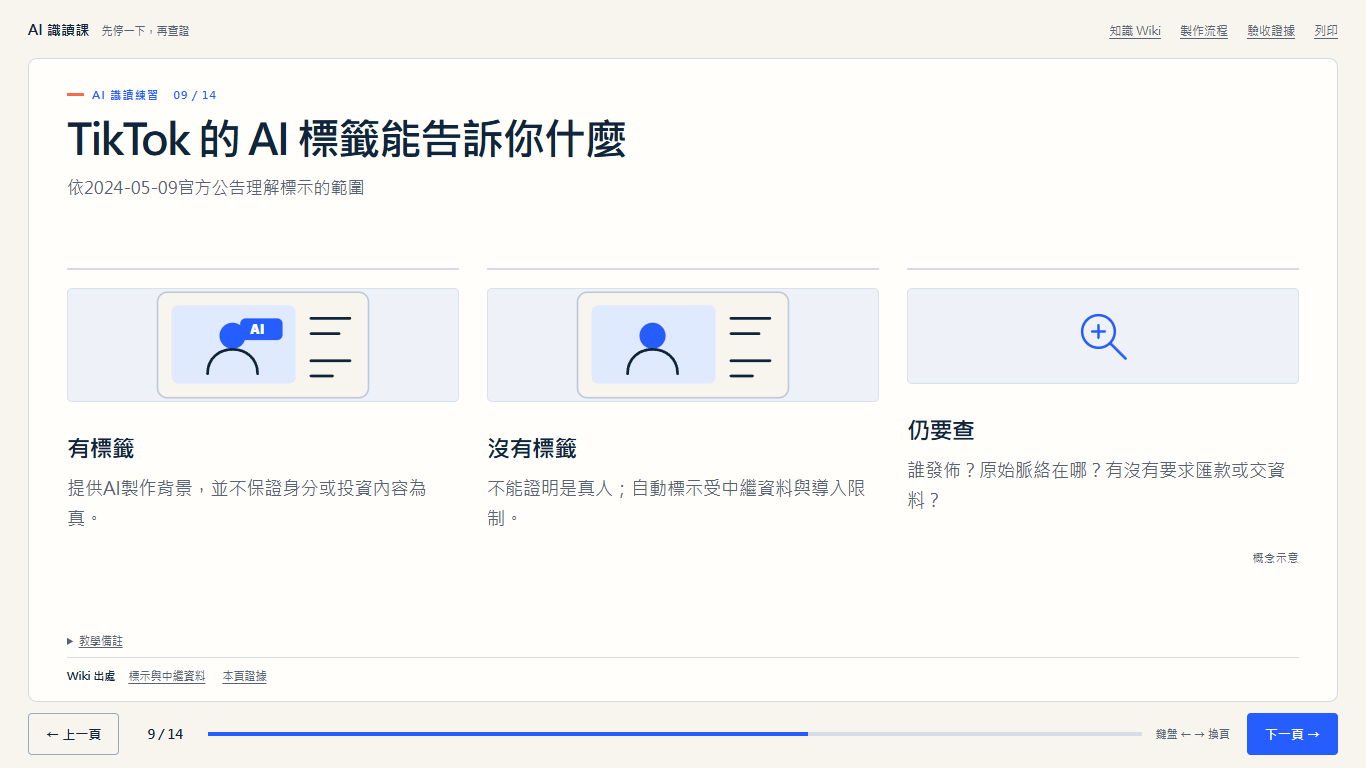 AI 識讀課 先停一下，再查證
知識 Wiki 製作流程 驗收證據 列印
AI 識讀練習 09 / 14
TikTok 的 AI 標籤能告訴你什麼
依2024-05-09官方公告理解標示的範圍
AI
有標籤
提供AI製作背景，並不保證身分或投資內容為
真。
沒有標籤
不能證明是真人；自動標示受中繼資料與導入限
制。
仍要查
誰發佈？原始脈絡在哪？有沒有要求匯款或交資
料？
概念示意
▶ 教學備註
Wiki 出處 標示與中繼資料 本頁證據
← 上一頁 9 / 14 鍵盤 ← → 換頁 下一頁 →